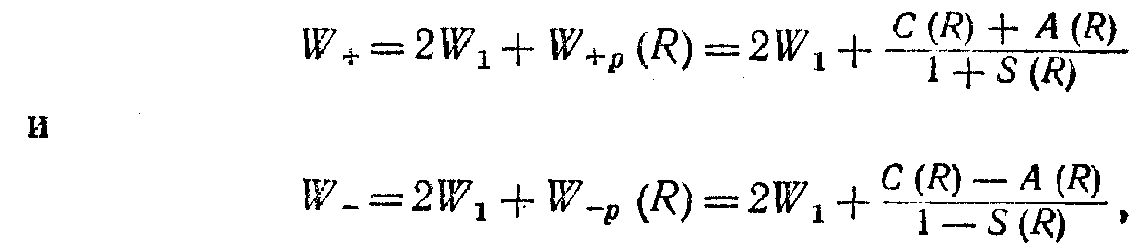 W₊ = 2W₁ + W₊ₚ (R) = 2W₁ + (C (R) + A (R)) / (1 + S (R))
и
W₋ = 2W₁ + W₋ₚ (R) = 2W₁ + (C (R) — A (R)) / (1 — S (R)),